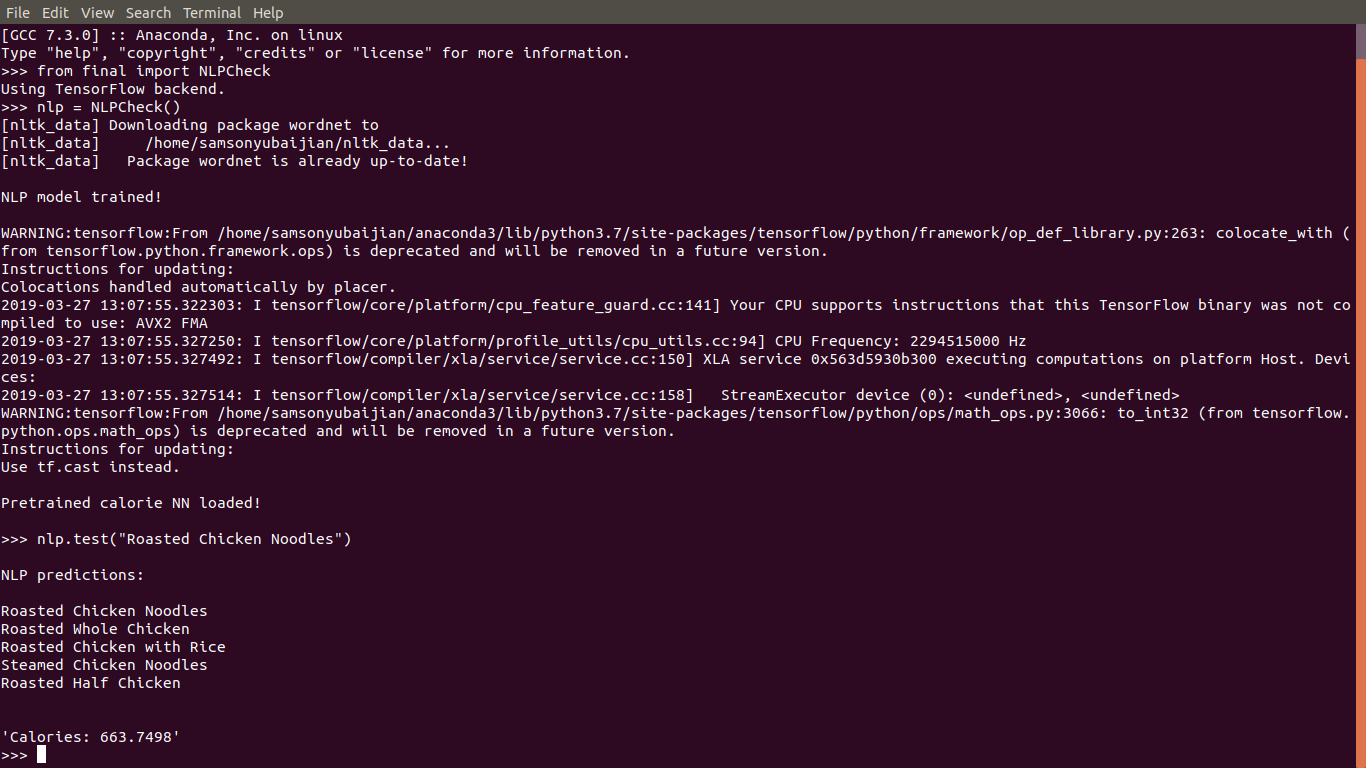 File Edit View Search Terminal Help
[GCC 7.3.0] :: Anaconda, Inc. on linux
Type "help", "copyright", "credits" or "license" for more information.
>>> from final import NLPCheck
Using TensorFlow backend.
>>> nlp = NLPCheck()
[nltk_data] Downloading package wordnet to
[nltk_data]     /home/samsonyubaijian/nltk_data...
[nltk_data]   Package wordnet is already up-to-date!
NLP model trained!
WARNING:tensorflow:From /home/samsonyubaijian/anaconda3/lib/python3.7/site-packages/tensorflow/python/framework/op_def_library.py:263: colocate_with (
from tensorflow.python.framework.ops) is deprecated and will be removed in a future version.
Instructions for updating:
Colocations handled automatically by placer.
2019-03-27 13:07:55.322303: I tensorflow/core/platform/cpu_feature_guard.cc:141] Your CPU supports instructions that this TensorFlow binary was not co
mpiled to use: AVX2 FMA
2019-03-27 13:07:55.327250: I tensorflow/core/platform/profile_utils/cpu_utils.cc:94] CPU Frequency: 2294515000 Hz
2019-03-27 13:07:55.327492: I tensorflow/compiler/xla/service/service.cc:150] XLA service 0x563d5930b300 executing computations on platform Host. Devi
ces:
2019-03-27 13:07:55.327514: I tensorflow/compiler/xla/service/service.cc:158]   StreamExecutor device (0): <undefined>, <undefined>
WARNING:tensorflow:From /home/samsonyubaijian/anaconda3/lib/python3.7/site-packages/tensorflow/python/ops/math_ops.py:3066: to_int32 (from tensorflow.
python.ops.math_ops) is deprecated and will be removed in a future version.
Instructions for updating:
Use tf.cast instead.
Pretrained calorie NN loaded!
>>> nlp.test("Roasted Chicken Noodles")
NLP predictions:
Roasted Chicken Noodles
Roasted Whole Chicken
Roasted Chicken with Rice
Steamed Chicken Noodles
Roasted Half Chicken
'Calories: 663.7498'
>>>